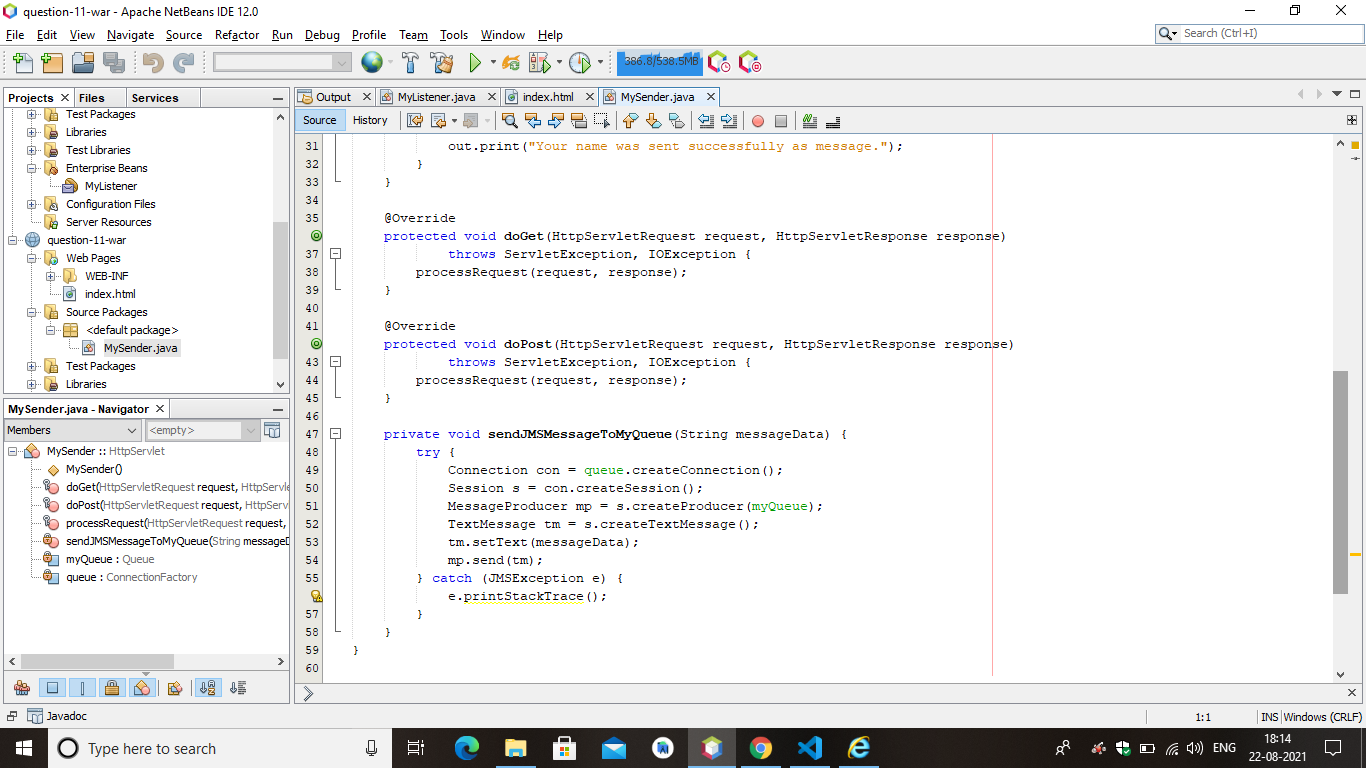 question-11-war - Apache NetBeans IDE 12.0
File Edit View Navigate Source Refactor Run Debug Profile Team Tools Window Help
Search (Ctrl+I)
386.8/538.5MB
Projects Files Services
Test Packages
Libraries
Test Libraries
Enterprise Beans
MyListener
Configuration Files
Server Resources
question-11-war
Web Pages
WEB-INF
index.html
Source Packages
<default package>
MySender.java
Test Packages
Libraries
MySender.java - Navigator
Members
<empty>
MySender :: HttpServlet
MySender()
doGet(HttpServletRequest request, HttpServle
doPost(HttpServletRequest request, HttpServ
processRequest(HttpServletRequest request,
sendJMSMessageToMyQueue(String messageD
myQueue : Queue
queue : ConnectionFactory
Output MyListener.java index.html MySender.java
Source History
31 out.print("Your name was sent successfully as message.");
32 }
33 }
34
35 @Override
protected void doGet(HttpServletRequest request, HttpServletResponse response)
37 throws ServletException, IOException {
38 processRequest(request, response);
39 }
40
41 @Override
protected void doPost(HttpServletRequest request, HttpServletResponse response)
43 throws ServletException, IOException {
44 processRequest(request, response);
45 }
46
47 private void sendJMSMessageToMyQueue(String messageData) {
48 try {
49 Connection con = queue.createConnection();
50 Session s = con.createSession();
51 MessageProducer mp = s.createProducer(myQueue);
52 TextMessage tm = s.createTextMessage();
53 tm.setText(messageData);
54 mp.send(tm);
55 } catch (JMSException e) {
e.printStackTrace();
57 }
58 }
59 }
60
Javadoc
1:1 INS Windows (CRLF)
Type here to search
ENG
18:14
22-08-2021